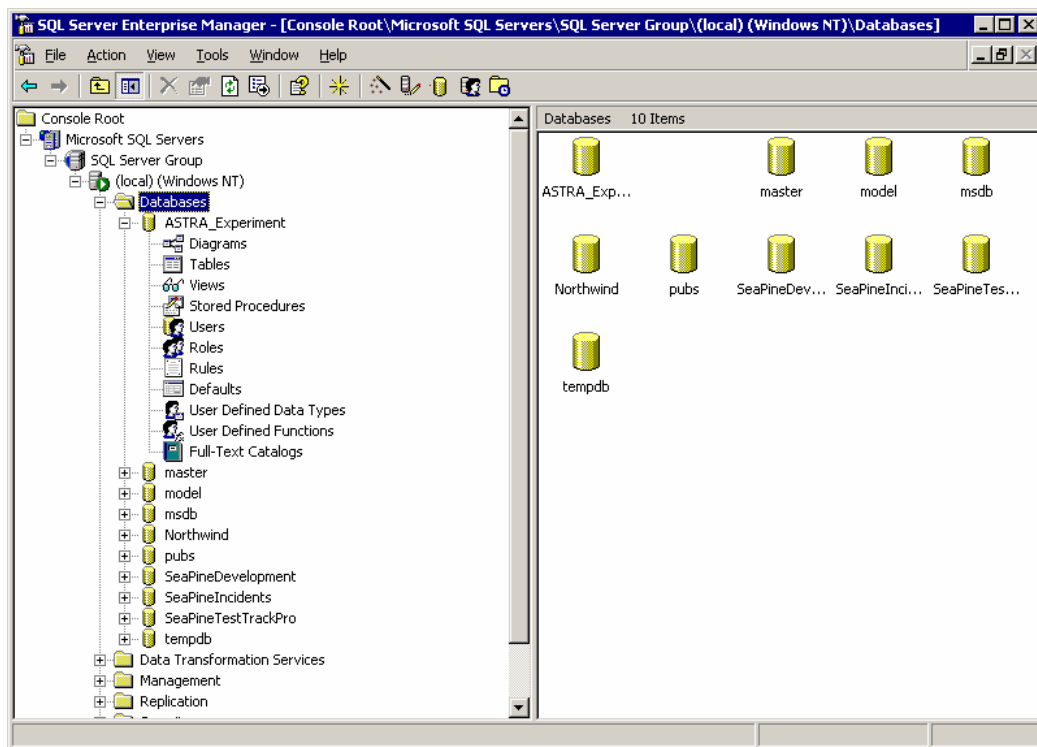 SQL Server Enterprise Manager - [Console Root\Microsoft SQL Servers\SQL Server Group\(local) (Windows NT)\Databases]
File Action View Tools Window Help
Console Root
Microsoft SQL Servers
SQL Server Group
(local) (Windows NT)
Databases
ASTRA_Experiment
Diagrams
Tables
Views
Stored Procedures
Users
Roles
Rules
Defaults
User Defined Data Types
User Defined Functions
Full-Text Catalogs
master
model
msdb
Northwind
pubs
SeaPineDevelopment
SeaPineIncidents
SeaPineTestTrackPro
tempdb
Data Transformation Services
Management
Replication
Databases 10 Items
ASTRA_Exp... master model msdb
Northwind pubs SeaPineDev... SeaPineInci... SeaPineTes...
tempdb